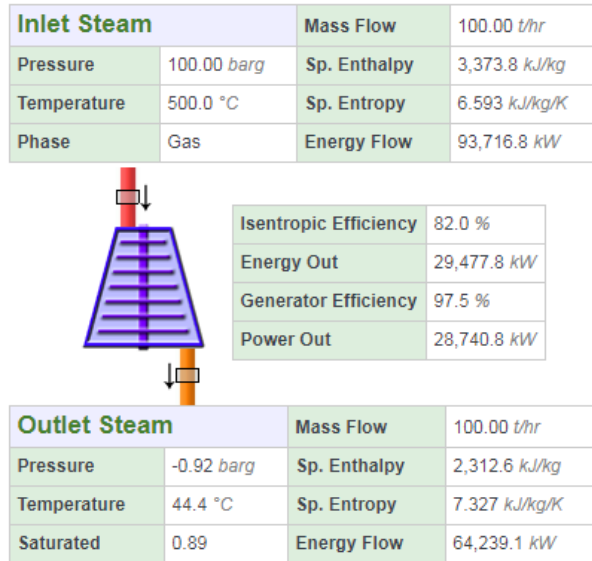 Inlet Steam Mass Flow 100.00 t/hr
Pressure 100.00 barg Sp. Enthalpy 3,373.8 kJ/kg
Temperature 500.0 °C Sp. Entropy 6.593 kJ/kg/K
Phase Gas Energy Flow 93,716.8 kW
Isentropic Efficiency 82.0 %
Energy Out 29,477.8 kW
Generator Efficiency 97.5 %
Power Out 28,740.8 kW
Outlet Steam Mass Flow 100.00 t/hr
Pressure -0.92 barg Sp. Enthalpy 2,312.6 kJ/kg
Temperature 44.4 °C Sp. Entropy 7.327 kJ/kg/K
Saturated 0.89 Energy Flow 64,239.1 kW